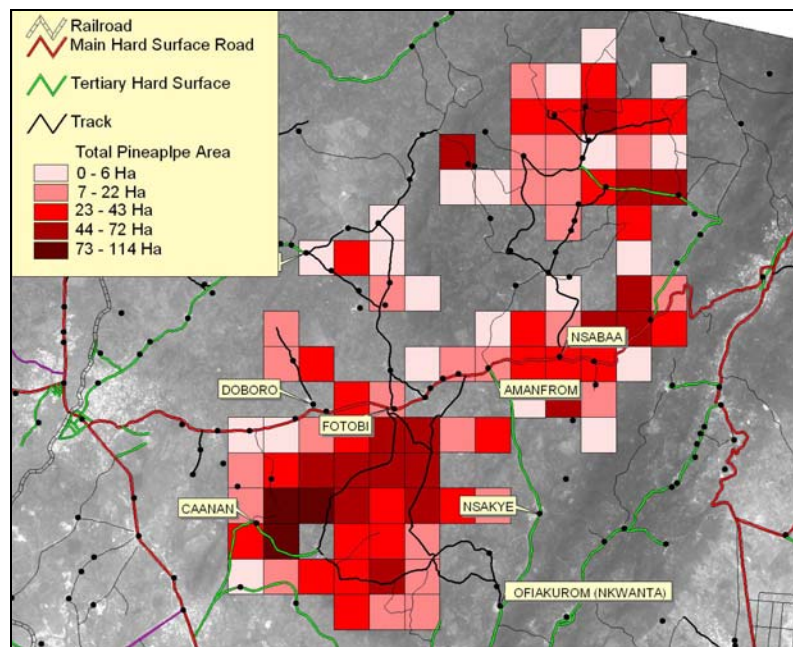 Railroad
Main Hard Surface Road
Tertiary Hard Surface
Track
Total Pineaplpe Area
0 - 6 Ha
7 - 22 Ha
23 - 43 Ha
44 - 72 Ha
73 - 114 Ha
NSABAA
DOBORO
AMANFROM
FOTOBI
CAANAN
NSAKYE
OFIAKUROM (NKWANTA)